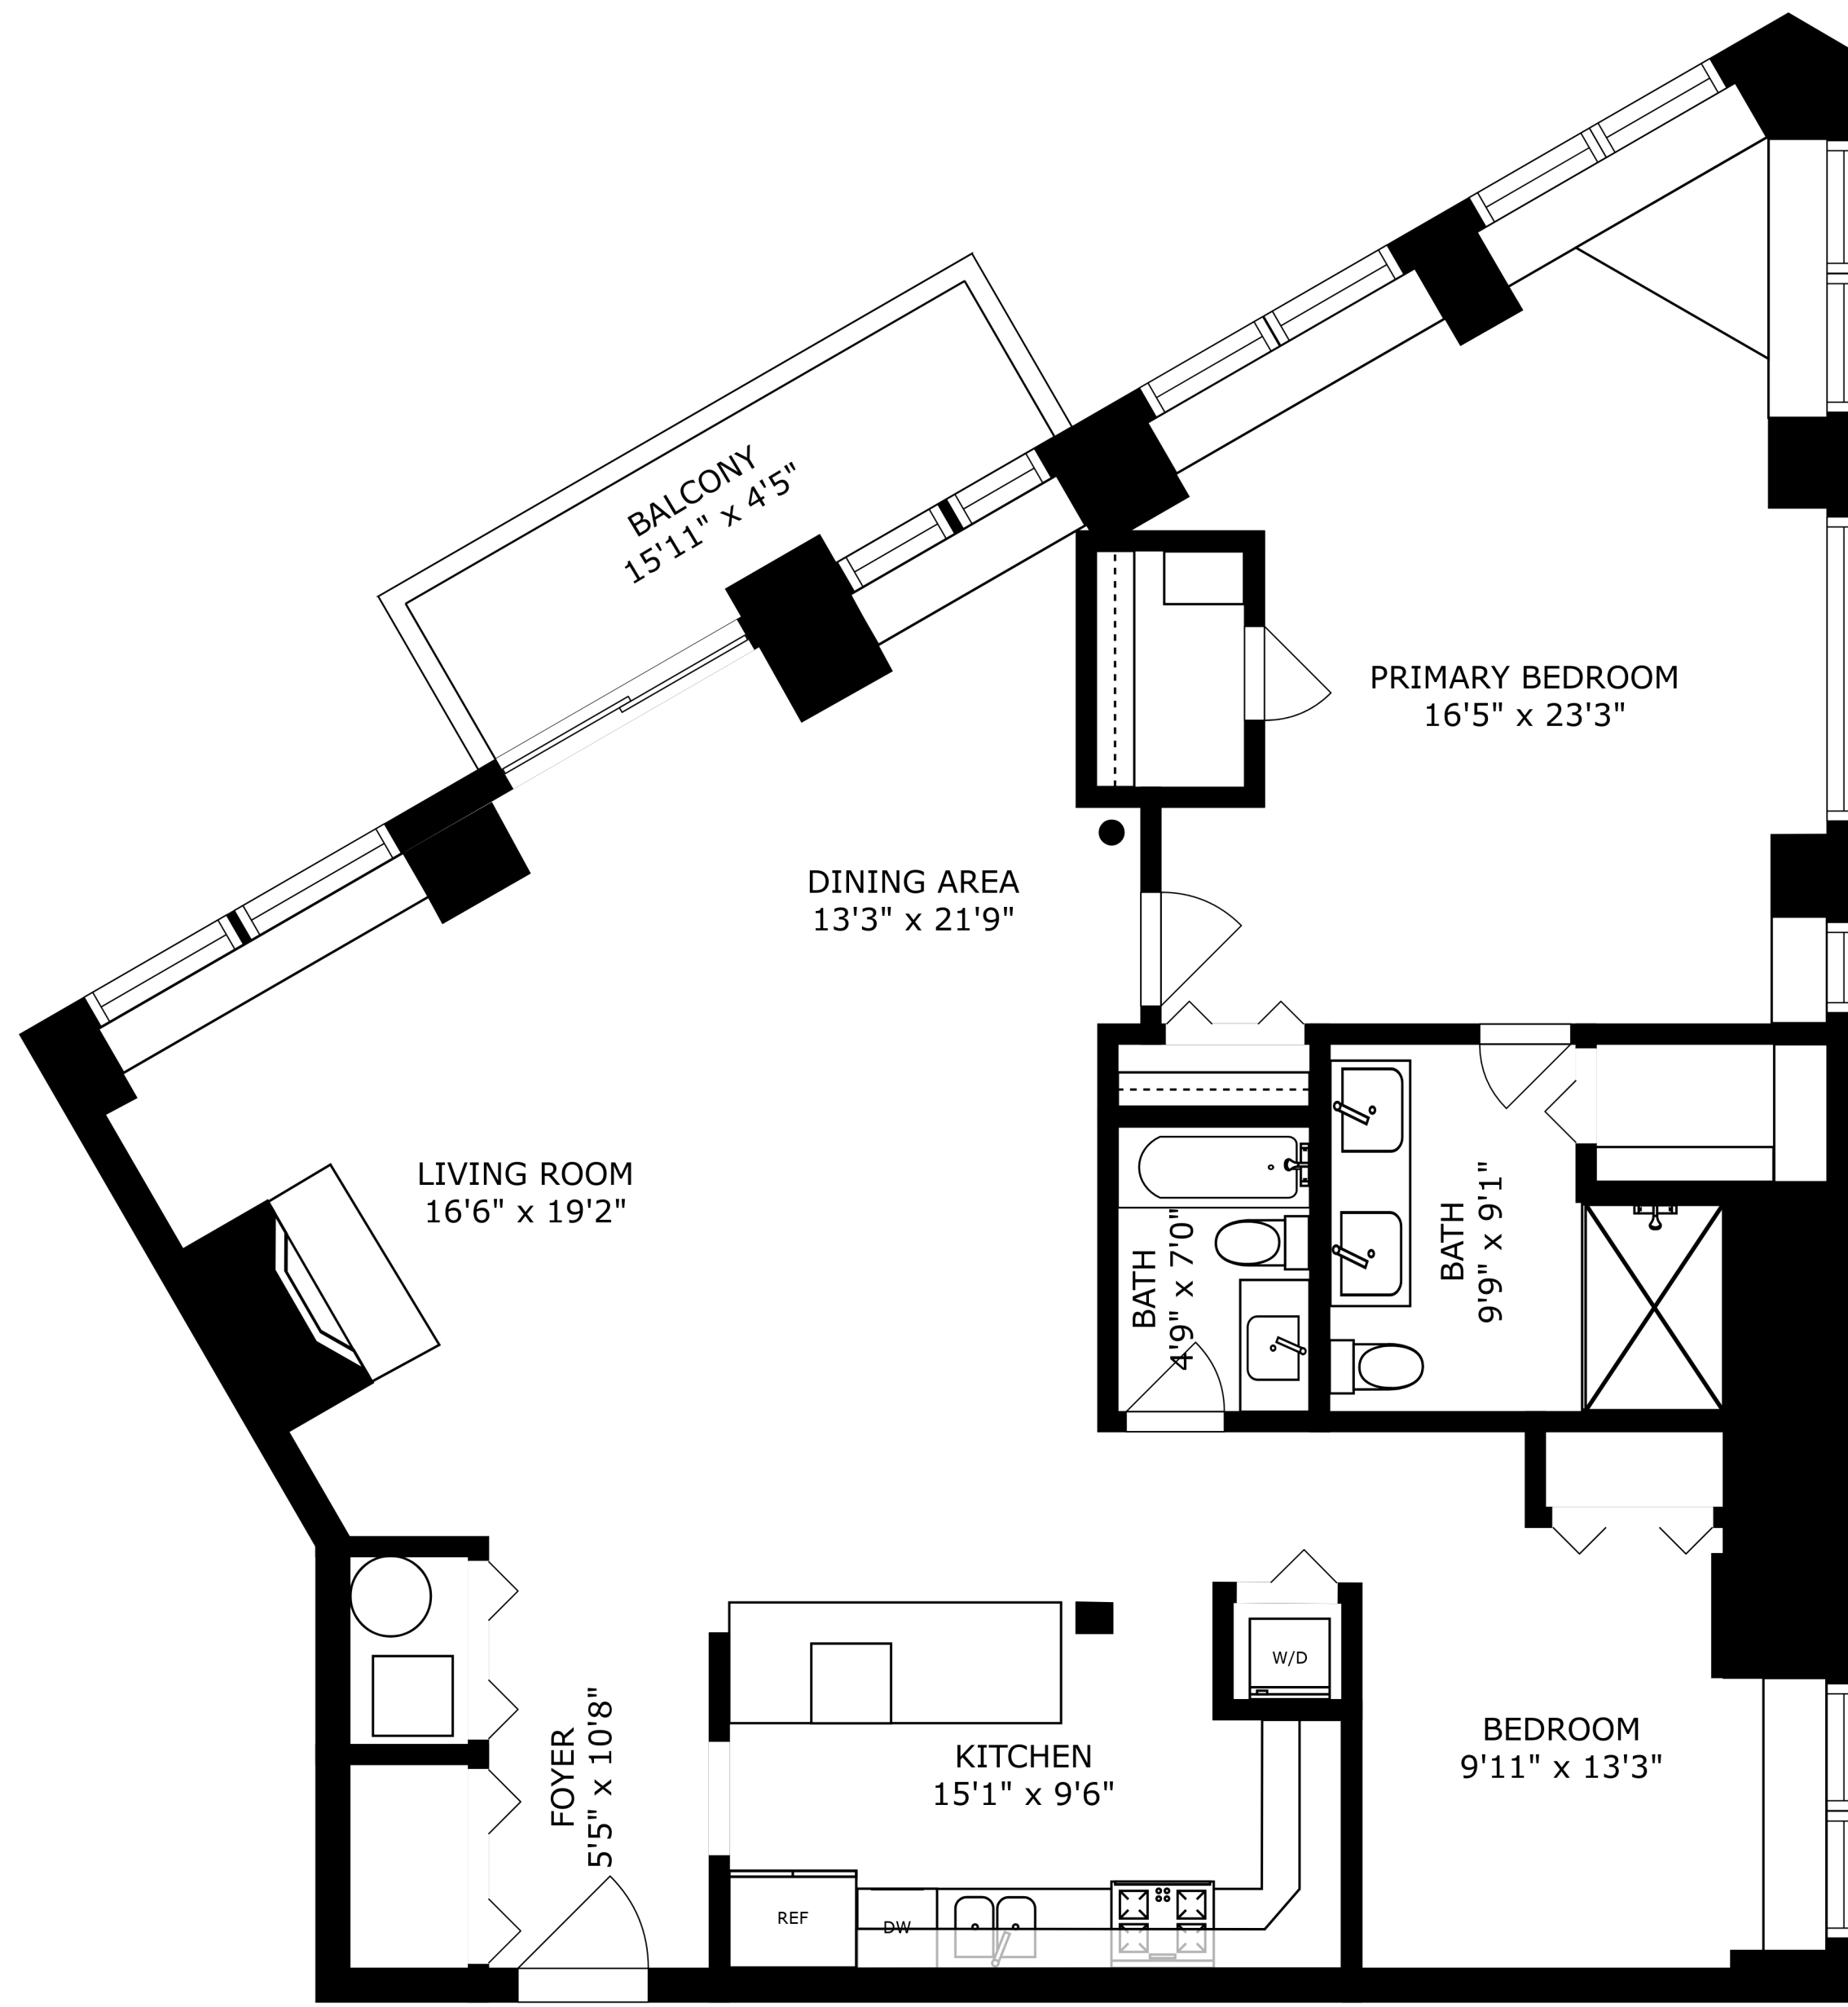 BALCONY
15'11" x 4'5"
PRIMARY BEDROOM
16'5" x 23'3"
DINING AREA
13'3" x 21'9"
LIVING ROOM
16'6" x 19'2"
BATH
4'9" x 7'0"
BATH
9'9" x 9'1"
W/D
FOYER
5'5" x 10'8"
KITCHEN
15'1" x 9'6"
BEDROOM
9'11" x 13'3"
REF
DW